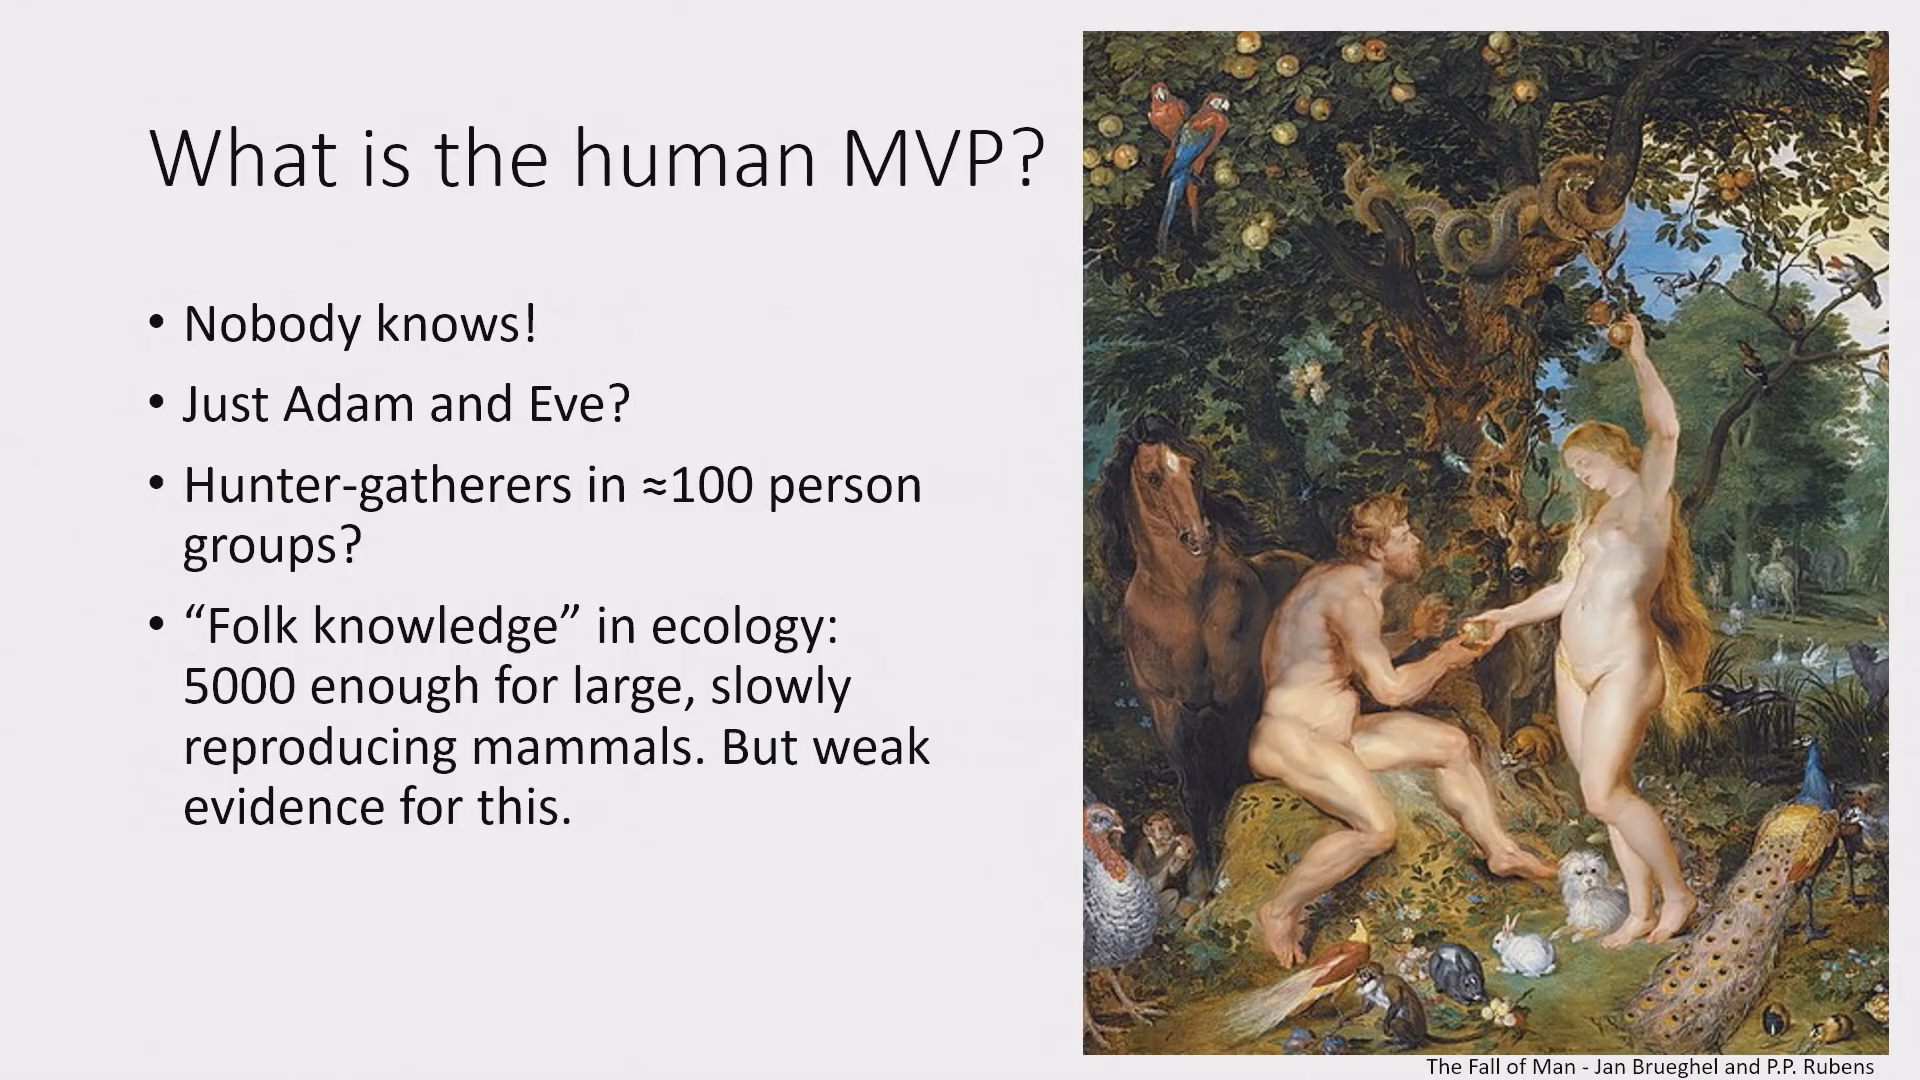 What is the human MVP?
• Nobody knows!
• Just Adam and Eve?
• Hunter-gatherers in ≈100 person
groups?
• “Folk knowledge” in ecology:
5000 enough for large, slowly
reproducing mammals. But weak
evidence for this.
The Fall of Man - Jan Brueghel and P.P. Rubens